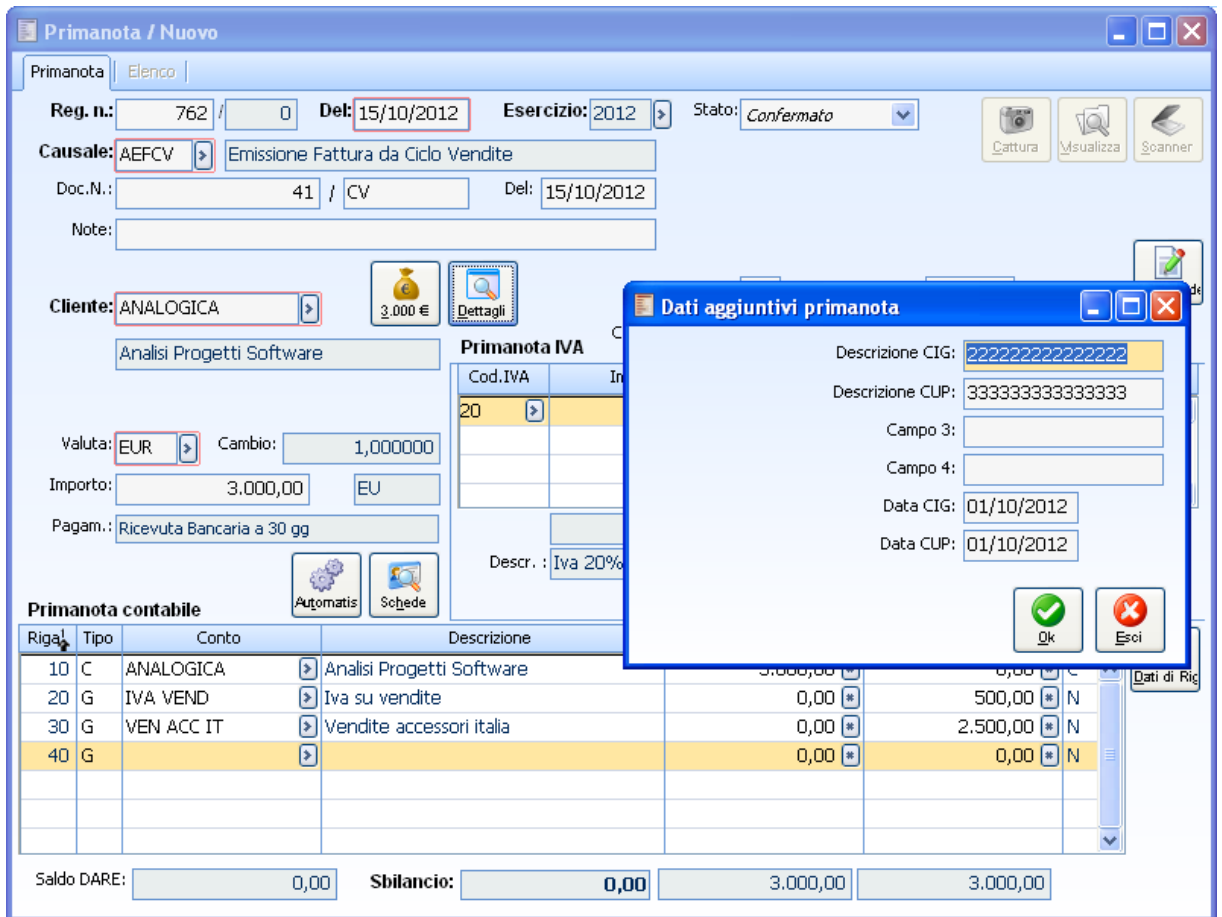 Primanota / Nuovo
Primanota Elenco
Reg. n.: 762 / 0 Del: 15/10/2012 Esercizio: 2012 Stato: Confermato
Cattura Visualizza Scanner
Causale: AEFCV Emissione Fattura da Ciclo Vendite
Doc.N.: 41 / CV Del: 15/10/2012
Note:
Cliente: ANALOGICA 3.000 € Dettagli
Analisi Progetti Software
Primanota IVA
Cod.IVA
20
Valuta: EUR Cambio: 1,000000
Importo: 3.000,00 EU
Pagam.: Ricevuta Bancaria a 30 gg
Descr. : Iva 20%
Automatis Schede
Dati aggiuntivi primanota
Descrizione CIG: 222222222222222
Descrizione CUP: 333333333333333
Campo 3:
Campo 4:
Data CIG: 01/10/2012
Data CUP: 01/10/2012
Ok Esci
Primanota contabile
Riga Tipo Conto Descrizione
10 C ANALOGICA Analisi Progetti Software 3.000,00 0,00 C
20 G IVA VEND Iva su vendite 0,00 500,00 N
30 G VEN ACC IT Vendite accessori italia 0,00 2.500,00 N
40 G 0,00 0,00 N
Dati di Rig
Saldo DARE: 0,00 Sbilancio: 0,00 3.000,00 3.000,00